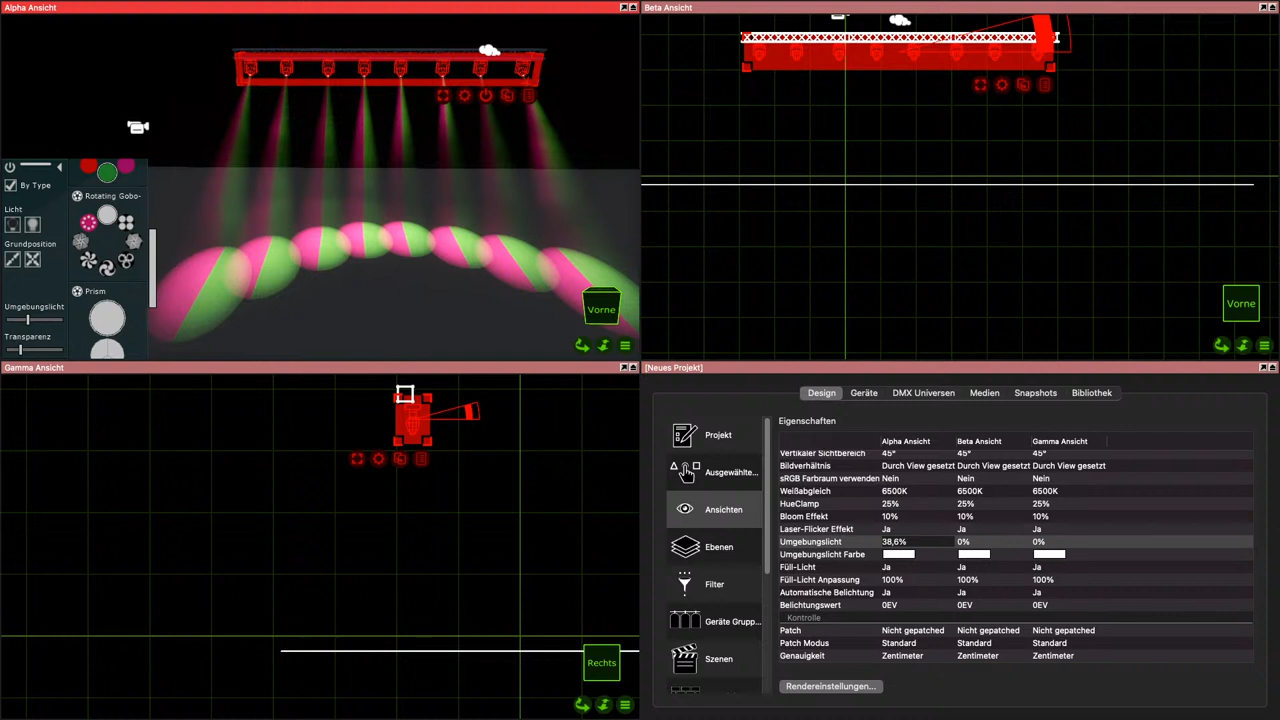 Alpha Ansicht
Beta Ansicht
By Type
Licht
Grundposition
Umgebungslicht
Transparenz
Rotating Gobo-
Prism
Vorne
Vorne
Gamma Ansicht
Rechts
[Neues Projekt]
Design Geräte DMX Universen Medien Snapshots Bibliothek
Projekt
Ausgewählte...
Ansichten
Ebenen
Filter
Geräte Grupp...
Szenen
Eigenschaften
Alpha Ansicht Beta Ansicht Gamma Ansicht
Vertikaler Sichtbereich 45° 45° 45°
Bildverhältnis Durch View gesetzt Durch View gesetzt Durch View gesetzt
sRGB Farbraum verwenden Nein Nein Nein
Weißabgleich 6500K 6500K 6500K
HueClamp 25% 25% 25%
Bloom Effekt 10% 10% 10%
Laser-Flicker Effekt Ja Ja Ja
Umgebungslicht 38,6% 0% 0%
Umgebungslicht Farbe
Füll-Licht Ja Ja Ja
Füll-Licht Anpassung 100% 100% 100%
Automatische Belichtung Ja Ja Ja
Belichtungswert 0EV 0EV 0EV
Kontrolle
Patch Nicht gepatched Nicht gepatched Nicht gepatched
Patch Modus Standard Standard Standard
Genauigkeit Zentimeter Zentimeter Zentimeter
Rendereinstellungen...